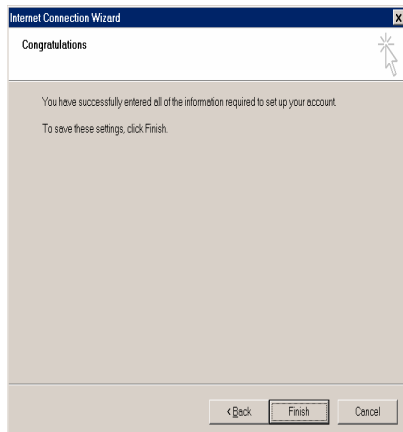 Internet Connection Wizard
Congratulations
You have successfully entered all of the information required to set up your account.
To save these settings, click Finish.
< Back Finish Cancel